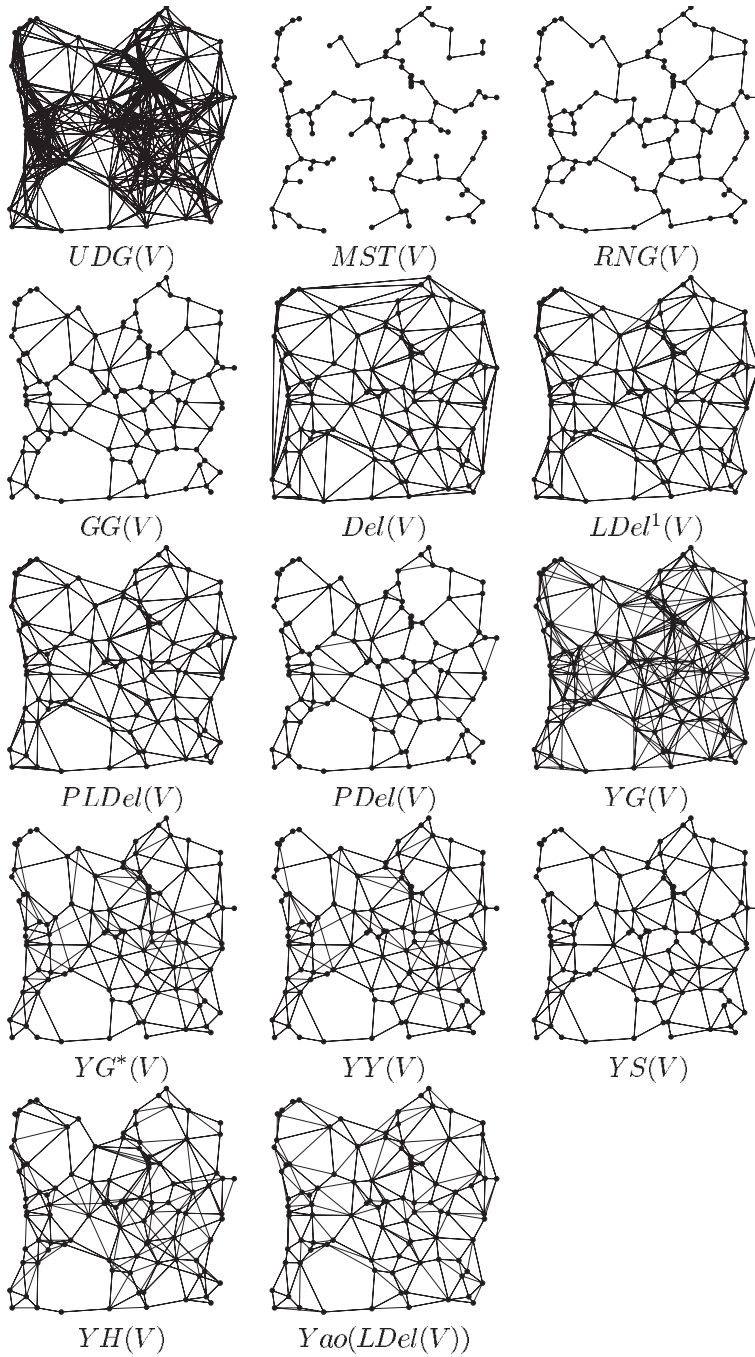 UDG(V) MST(V) RNG(V)
GG(V) Del(V) LDel¹(V)
PLDel(V) PDel(V) YG(V)
YG*(V) YY(V) YS(V)
YH(V) Yao(LDel(V))